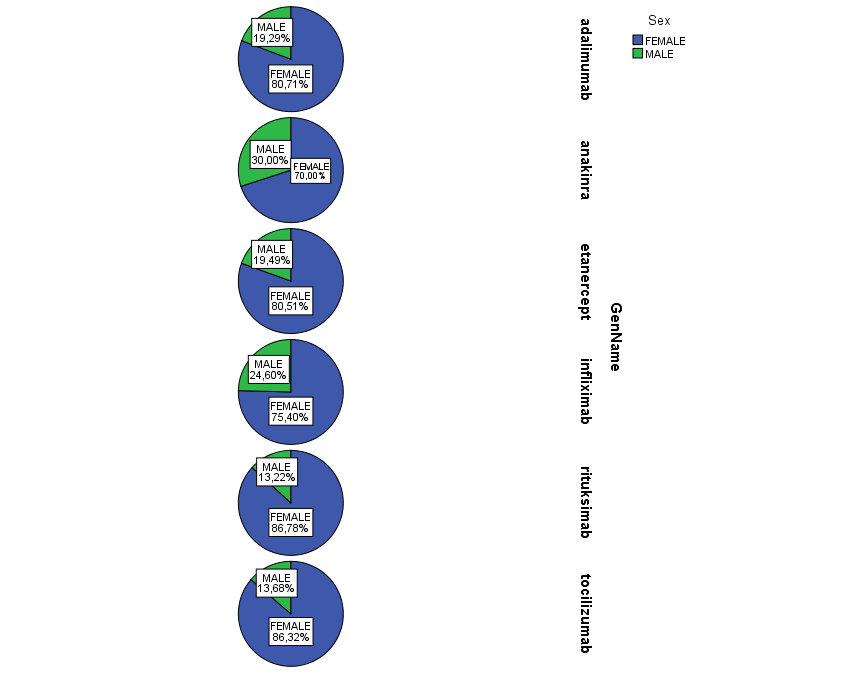 MALE
19,29%
FEMALE
80,71%
adalimumab
MALE
30,00%
FEMALE
70,00%
anakinra
MALE
19,49%
FEMALE
80,51%
etanercept
MALE
24,60%
FEMALE
75,40%
infliximab
MALE
13,22%
FEMALE
86,78%
rituksimab
MALE
13,68%
FEMALE
86,32%
tocilizumab
GenName
Sex
FEMALE
MALE